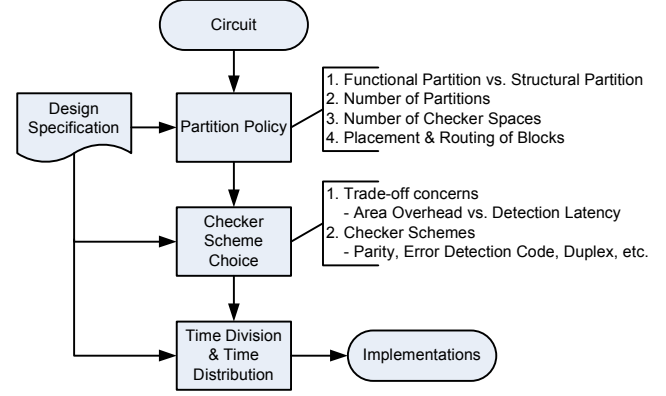 Circuit
Design
Specification
Partition Policy
1. Functional Partition vs. Structural Partition
2. Number of Partitions
3. Number of Checker Spaces
4. Placement & Routing of Blocks
Checker
Scheme
Choice
1. Trade-off concerns
- Area Overhead vs. Detection Latency
2. Checker Schemes
- Parity, Error Detection Code, Duplex, etc.
Time Division
& Time
Distribution
Implementations